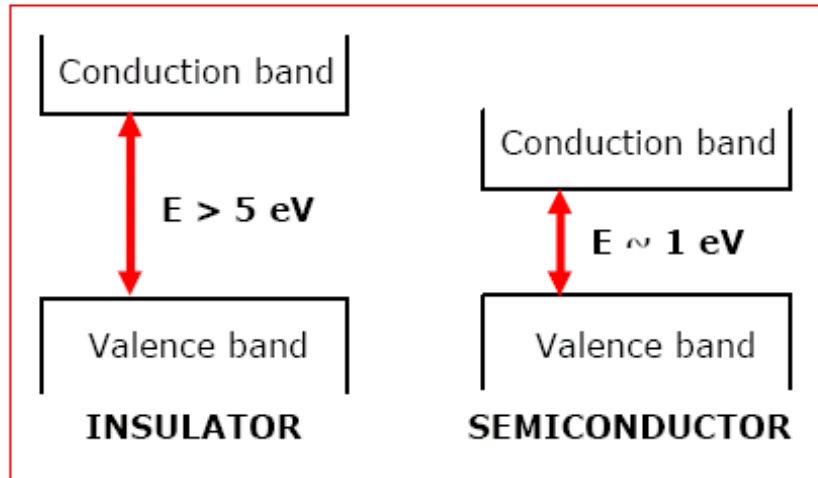 Conduction band
E > 5 eV
Valence band
INSULATOR
Conduction band
E ~ 1 eV
Valence band
SEMICONDUCTOR